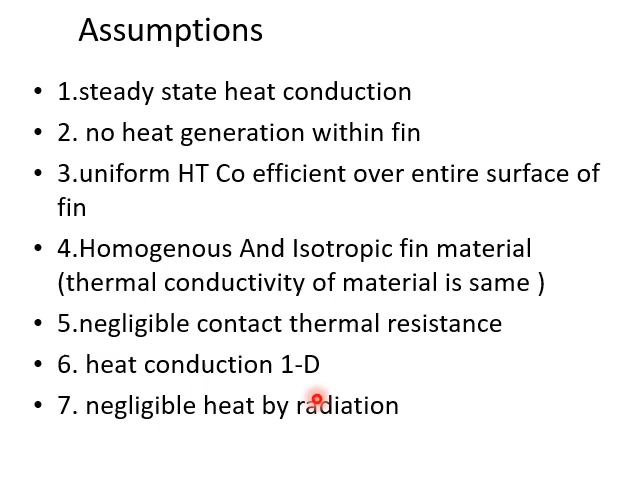 Assumptions
• 1.steady state heat conduction
• 2. no heat generation within fin
• 3.uniform HT Co efficient over entire surface of
fin
• 4.Homogenous And Isotropic fin material
(thermal conductivity of material is same )
• 5.negligible contact thermal resistance
• 6. heat conduction 1-D
• 7. negligible heat by radiation